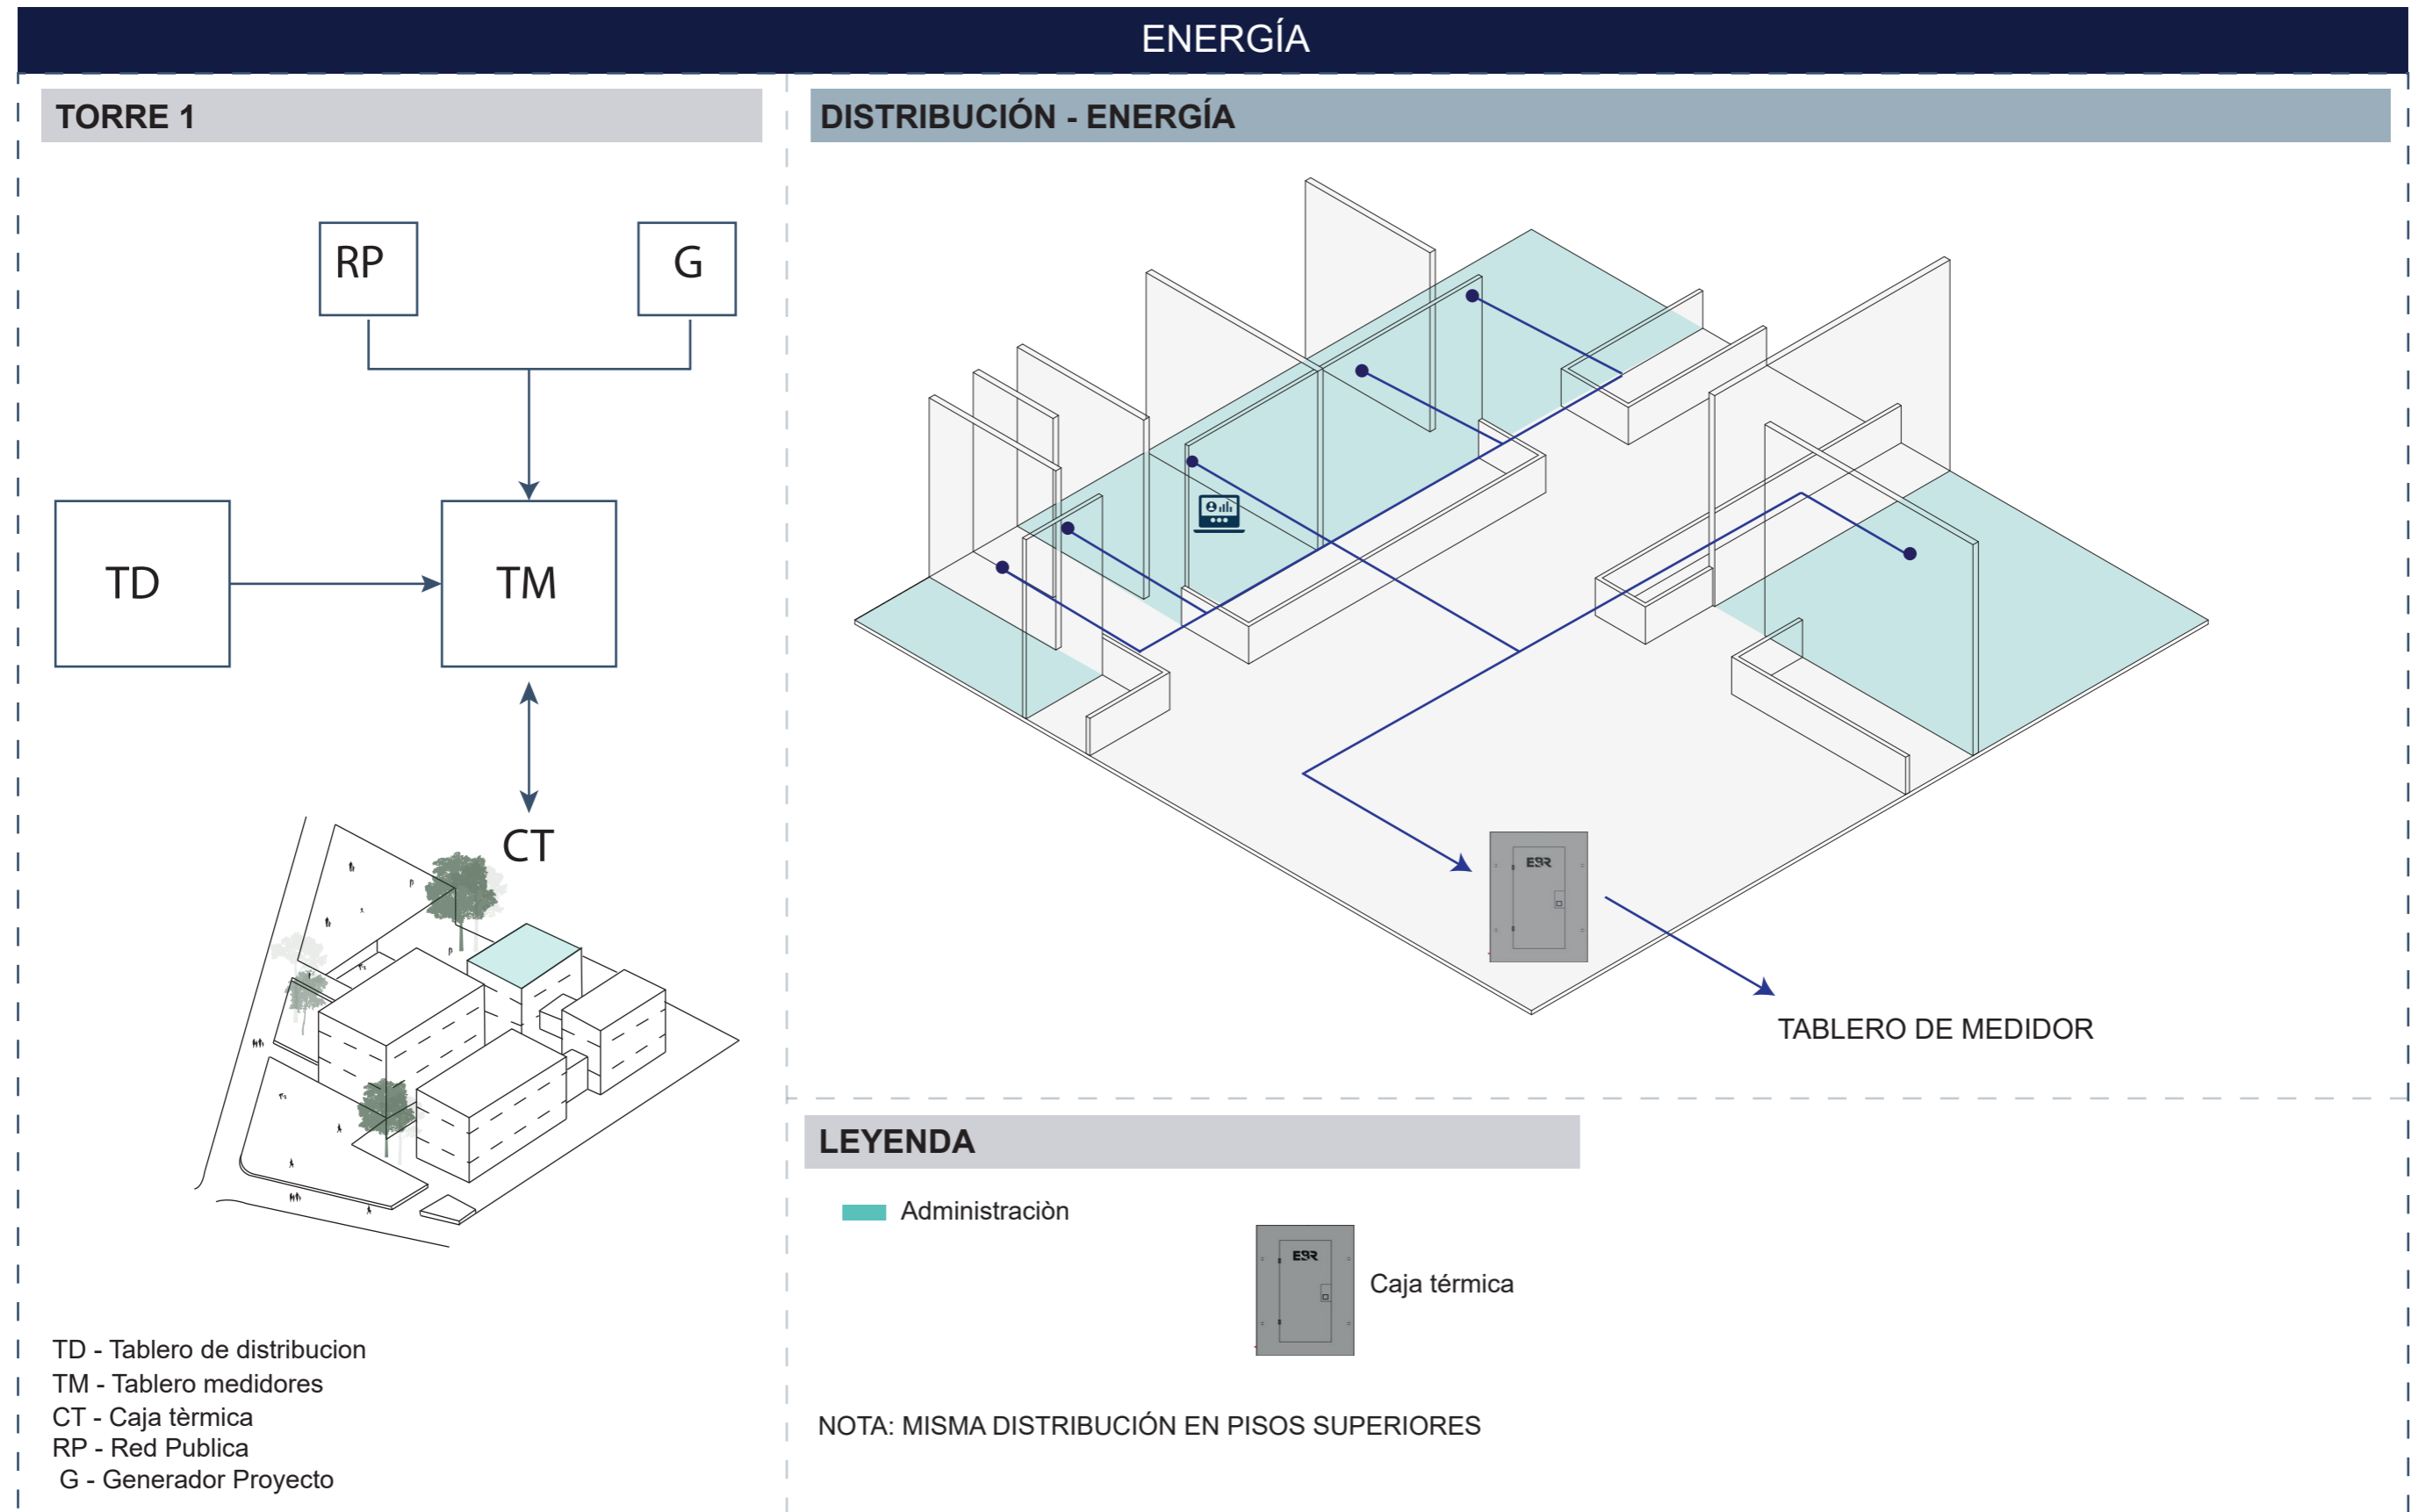 ENERGÍA
TORRE 1
RP
G
TD
TM
CT
TD - Tablero de distribucion
TM - Tablero medidores
CT - Caja tèrmica
RP - Red Publica
G - Generador Proyecto
DISTRIBUCIÓN - ENERGÍA
TABLERO DE MEDIDOR
LEYENDA
Administraciòn
Caja térmica
NOTA: MISMA DISTRIBUCIÓN EN PISOS SUPERIORES